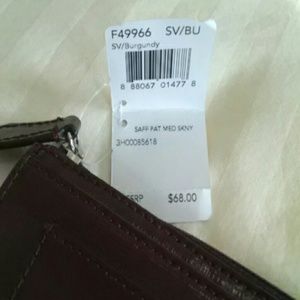 F49966 SV/BU
SV/Burgundy
8 88067 01477 8
SAFF PAT MED SKNY
3H00085618
$68.00